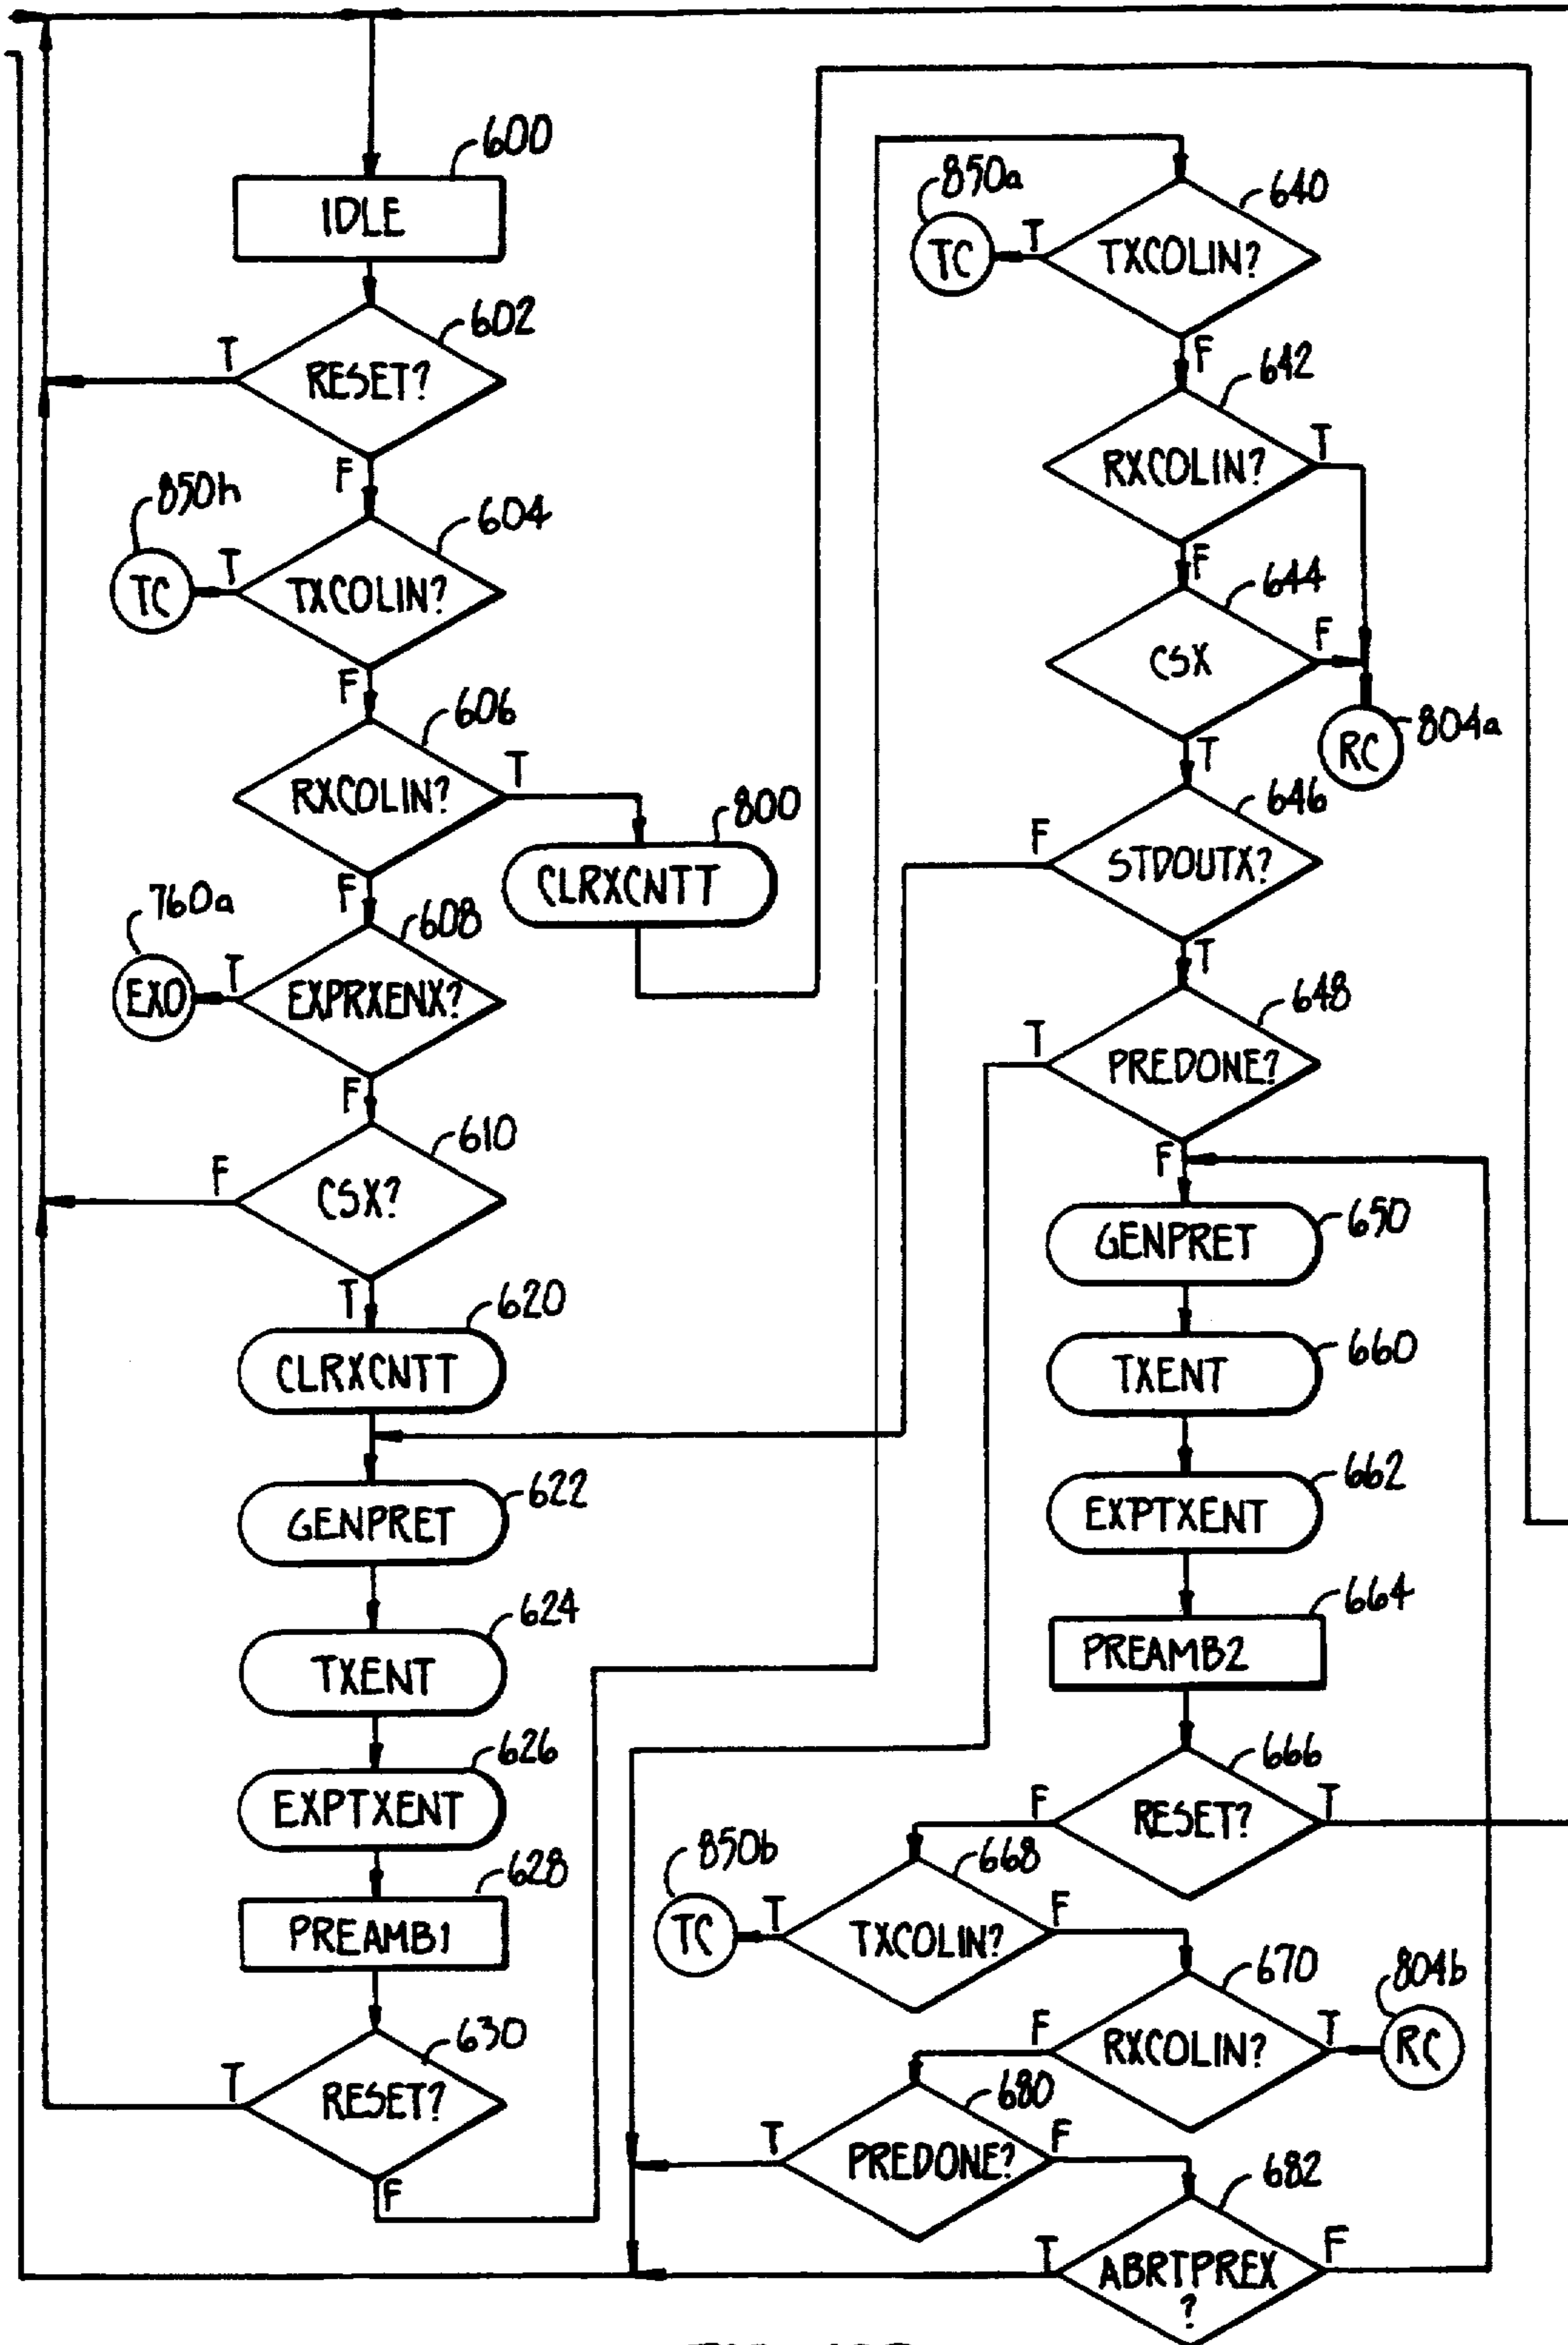 600
IDLE
602
RESET?
T
F
850h
TC
T
604
TXCOLIN?
F
606
RXCOLIN?
T
F
800
CLRXCNTT
760a
EXO
T
608
EXPRXENX?
F
610
CSX?
F
T
620
CLRXCNTT
622
GENPRET
624
TXENT
626
EXPTXENT
628
PREAMB1
630
RESET?
T
F
640
TXCOLIN?
850a
TC
T
F
642
RXCOLIN?
T
F
644
CSX
F
804a
RC
T
646
STDOUTX?
F
T
648
PREDONE?
T
F
650
GENPRET
660
TXENT
662
EXPTXENT
664
PREAMB2
666
RESET?
F
T
850b
TC
T
668
TXCOLIN?
F
670
RXCOLIN?
F
T
804b
RC
680
PREDONE?
T
F
682
ABRTPREX
?
T
F